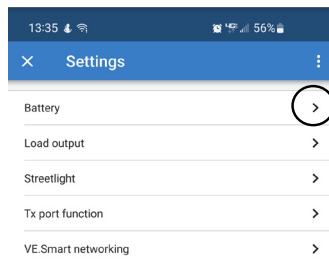 13:35 56%
× Settings
Battery
Load output
Streetlight
Tx port function
VE.Smart networking